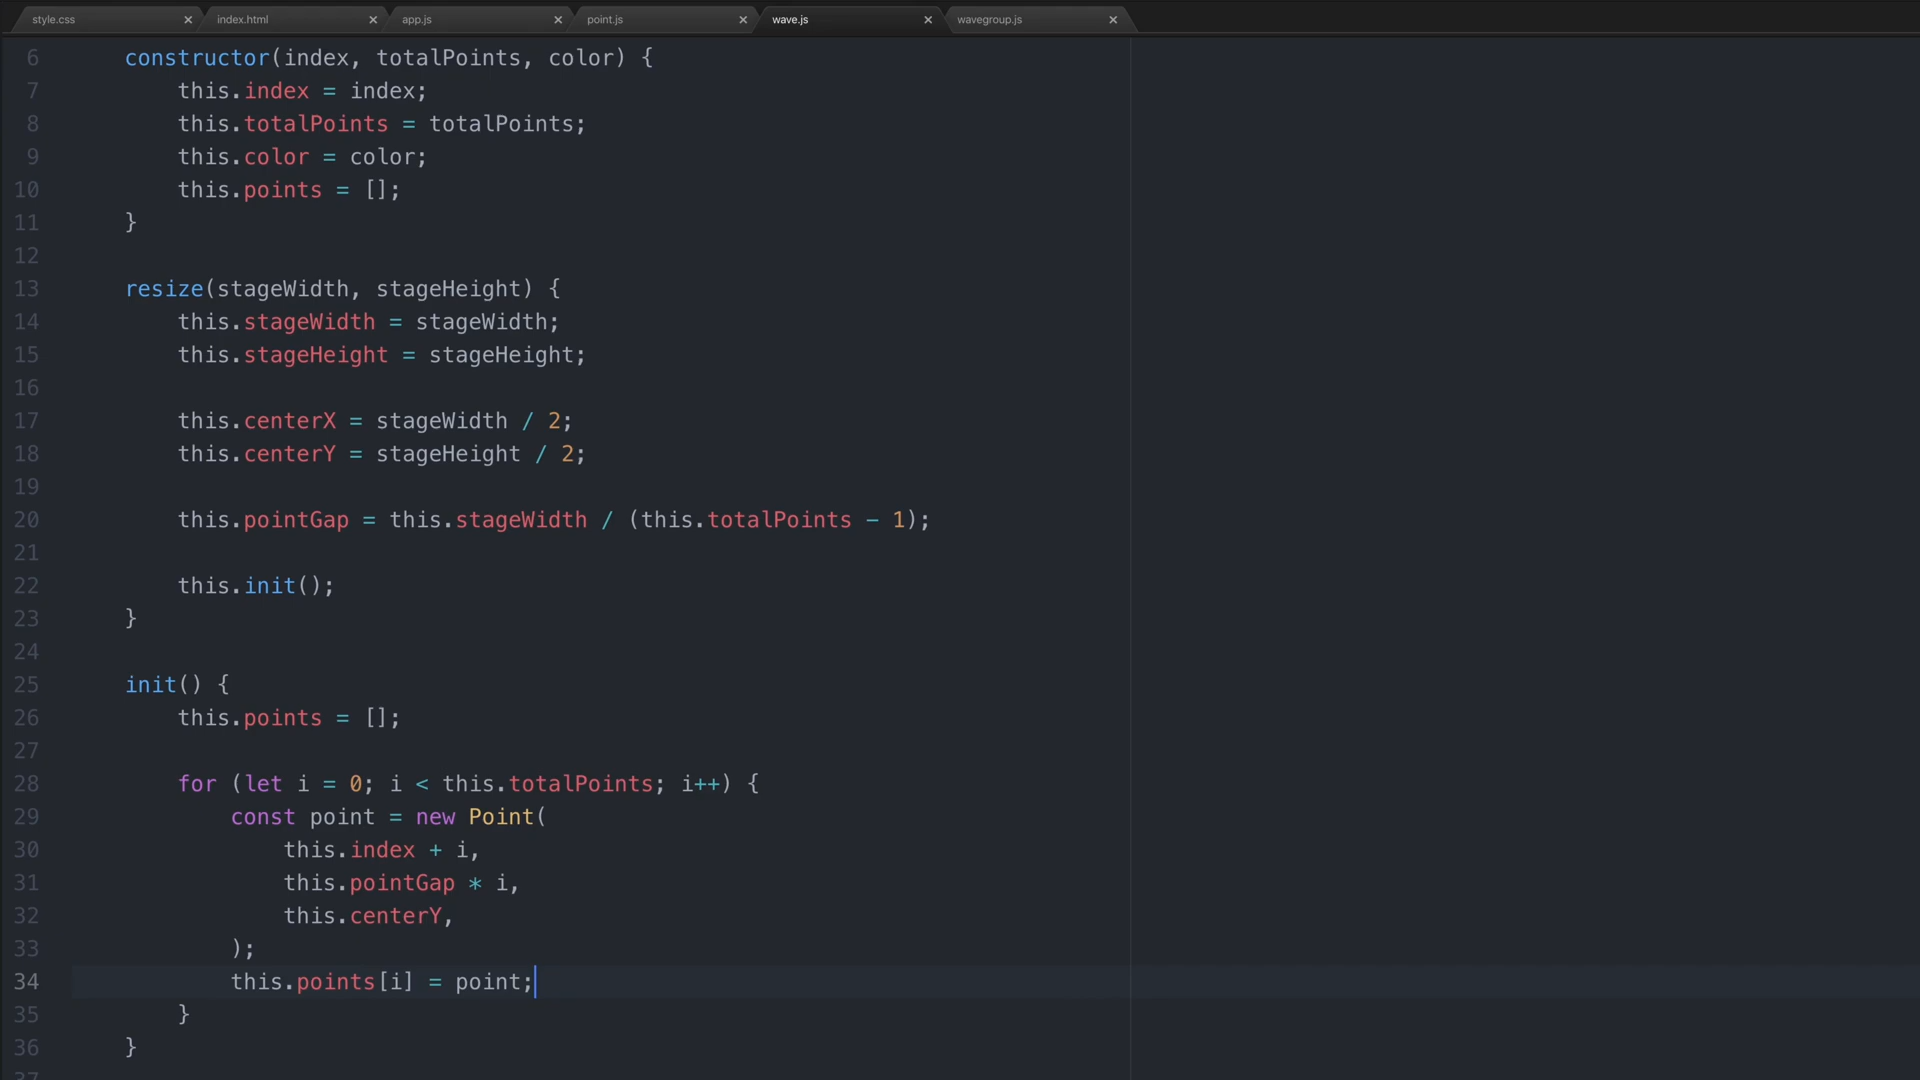 style.css × index.html × app.js × point.js × wave.js × wavegroup.js ×
6 constructor(index, totalPoints, color) {
7 this.index = index;
8 this.totalPoints = totalPoints;
9 this.color = color;
10 this.points = [];
11 }
12
13 resize(stageWidth, stageHeight) {
14 this.stageWidth = stageWidth;
15 this.stageHeight = stageHeight;
16
17 this.centerX = stageWidth / 2;
18 this.centerY = stageHeight / 2;
19
20 this.pointGap = this.stageWidth / (this.totalPoints - 1);
21
22 this.init();
23 }
24
25 init() {
26 this.points = [];
27
28 for (let i = 0; i < this.totalPoints; i++) {
29 const point = new Point(
30 this.index + i,
31 this.pointGap * i,
32 this.centerY,
33 );
34 this.points[i] = point;
35 }
36 }
37